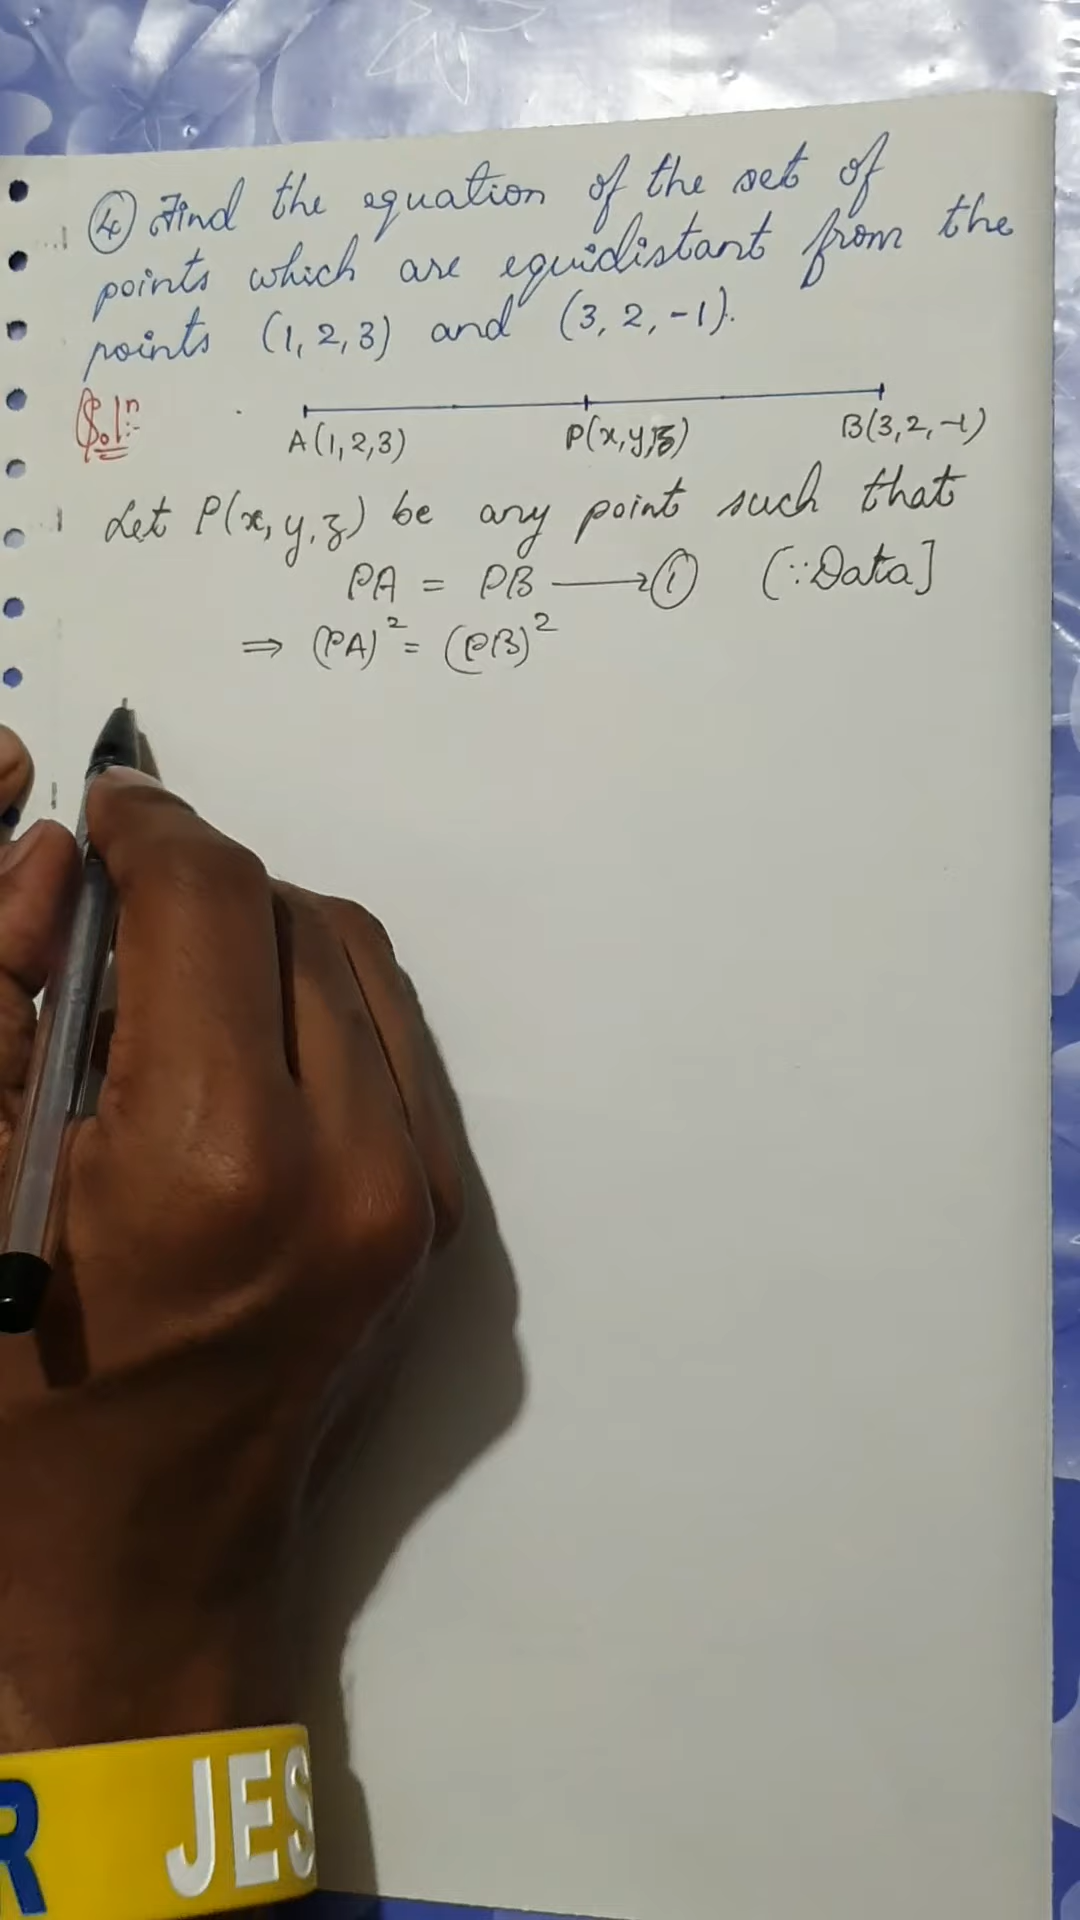 ④ Find the equation of the set of
points which are equidistant from the
points (1, 2, 3) and (3, 2, -1).
Solⁿ:-
A(1,2,3) P(x,y,z) B(3,2,-1)
Let P(x, y, z) be any point such that
PA = PB ⟶ ① (∵Data]
⇒ (PA)² = (PB)²
R JES